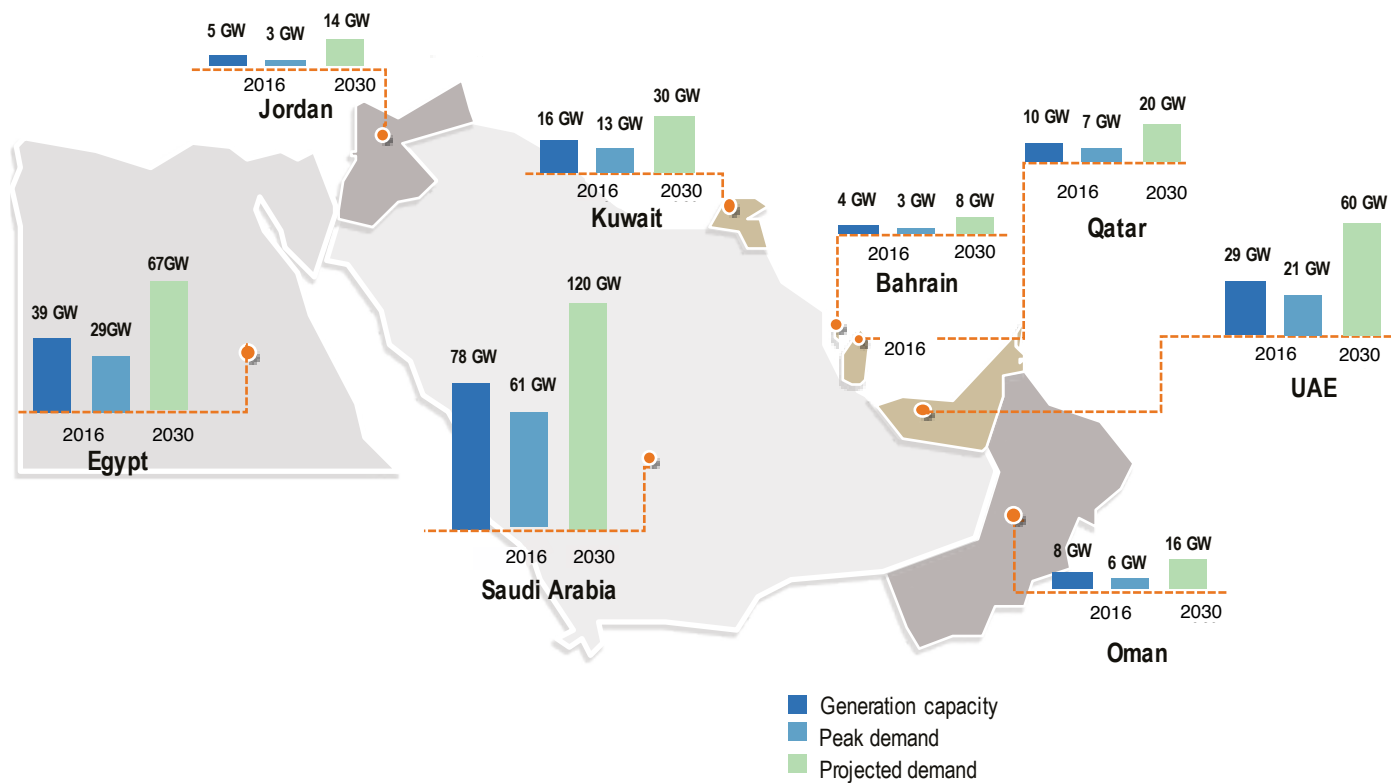 5 GW 3 GW 14 GW
2016 2030
Jordan
16 GW 13 GW 30 GW
2016 2030
Kuwait
10 GW 7 GW 20 GW
2016 2030
Qatar
4 GW 3 GW 8 GW
2016 2030
Bahrain
29 GW 21 GW 60 GW
2016 2030
UAE
39 GW 29GW 67GW
2016 2030
Egypt
78 GW 61 GW 120 GW
2016 2030
Saudi Arabia
2016
8 GW 6 GW 16 GW
2016 2030
Oman
Generation capacity
Peak demand
Projected demand